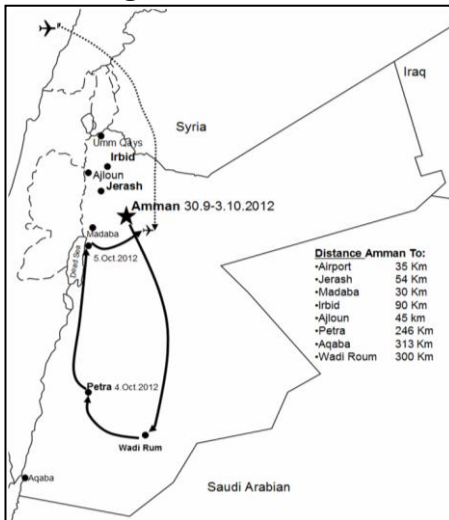 Iraq
Syria
Umm Qays
Irbid
Ajloun
Jerash
Amman 30.9-3.10.2012
Madaba
Dead Sea
5.Oct.2012
Distance Amman To:
•Airport 35 Km
•Jerash 54 Km
•Madaba 30 Km
•Irbid 90 Km
•Ajloun 45 km
•Petra 246 Km
•Aqaba 313 Km
•Wadi Roum 300 Km
Petra 4.Oct.2012
Wadi Rum
Aqaba
Saudi Arabian